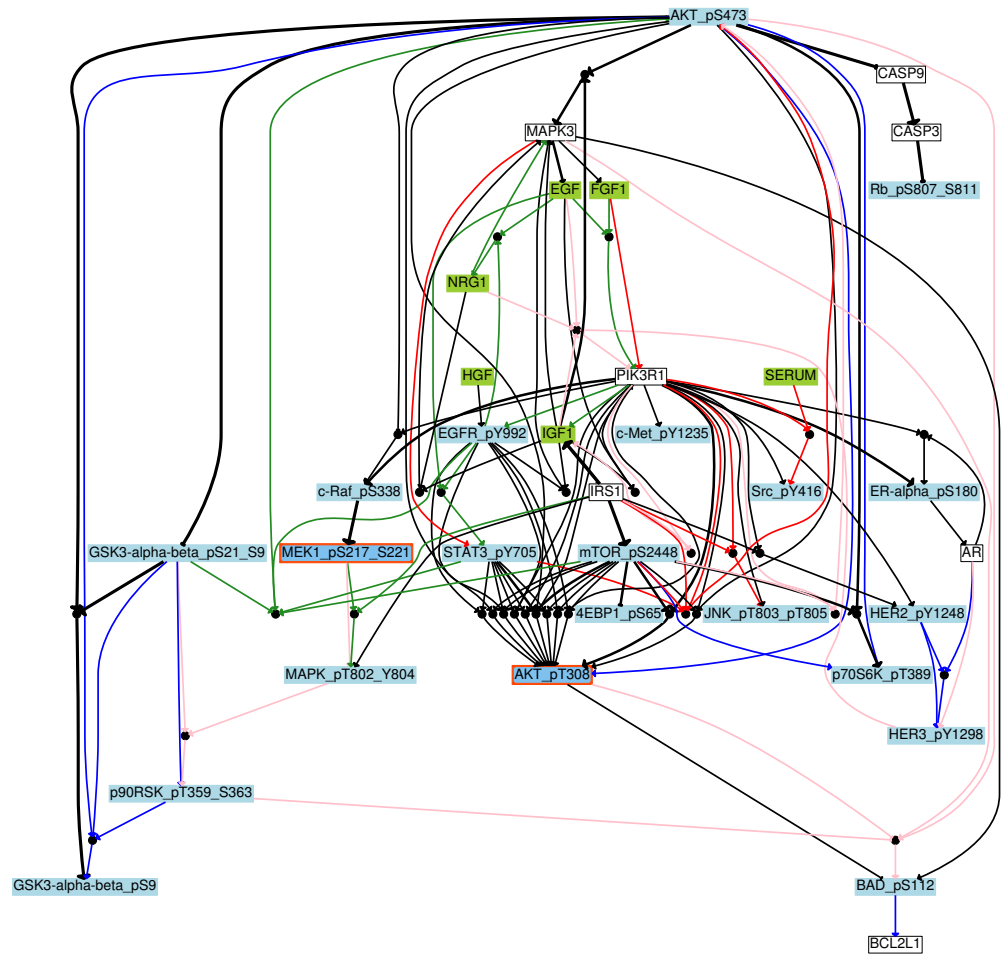 AKT_pS473
CASP9
MAPK3
CASP3
EGF
FGF1
Rb_pS807_S811
NRG1
HGF
PIK3R1
SERUM
EGFR_pY992
IGF1
c-Met_pY1235
c-Raf_pS338
IRS1
Src_pY416
ER-alpha_pS180
GSK3-alpha-beta_pS21_S9
MEK1_pS217_S221
STAT3_pY705
mTOR_pS2448
AR
4EBP1_pS65
JNK_pT803_pT805
HER2_pY1248
MAPK_pT802_Y804
AKT_pT308
p70S6K_pT389
HER3_pY1298
p90RSK_pT359_S363
GSK3-alpha-beta_pS9
BAD_pS112
BCL2L1